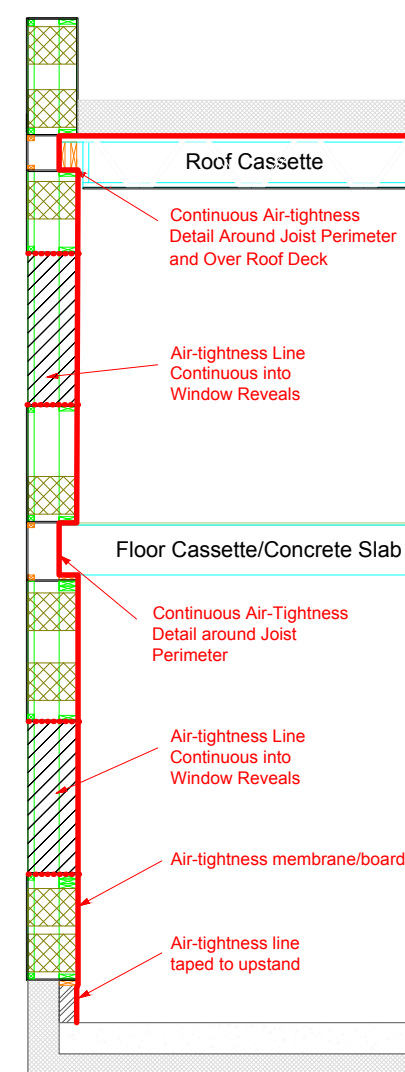 Roof Cassette
Continuous Air-tightness
Detail Around Joist Perimeter
and Over Roof Deck
Air-tightness Line
Continuous into
Window Reveals
Floor Cassette/Concrete Slab
Continuous Air-Tightness
Detail around Joist
Perimeter
Air-tightness Line
Continuous into
Window Reveals
Air-tightness membrane/board
Air-tightness line
taped to upstand